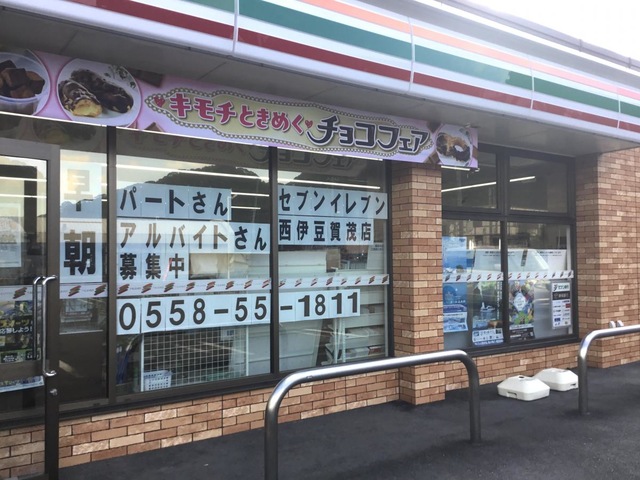 キモチときめく チョコフェア
早朝
パートさん
アルバイトさん
募集中
セブンイレブン
西伊豆賀茂店
0558-55-1811